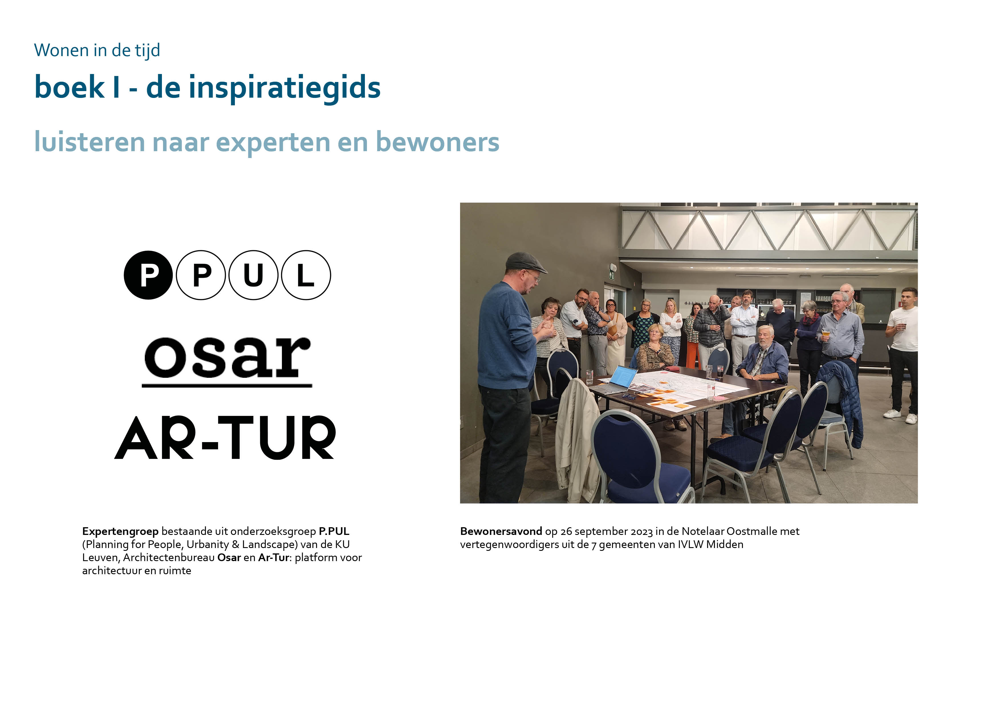 Wonen in de tijd
boek I - de inspiratiegids
luisteren naar experten en bewoners
P P U L
osar
AR-TUR
Expertengroep bestaande uit onderzoeksgroep P.PUL
(Planning for People, Urbanity & Landscape) van de KU
Leuven, Architectenbureau Osar en Ar-Tur: platform voor
architectuur en ruimte
Bewonersavond op 26 september 2023 in de Notelaar Oostmalle met
vertegenwoordigers uit de 7 gemeenten van IVLW Midden